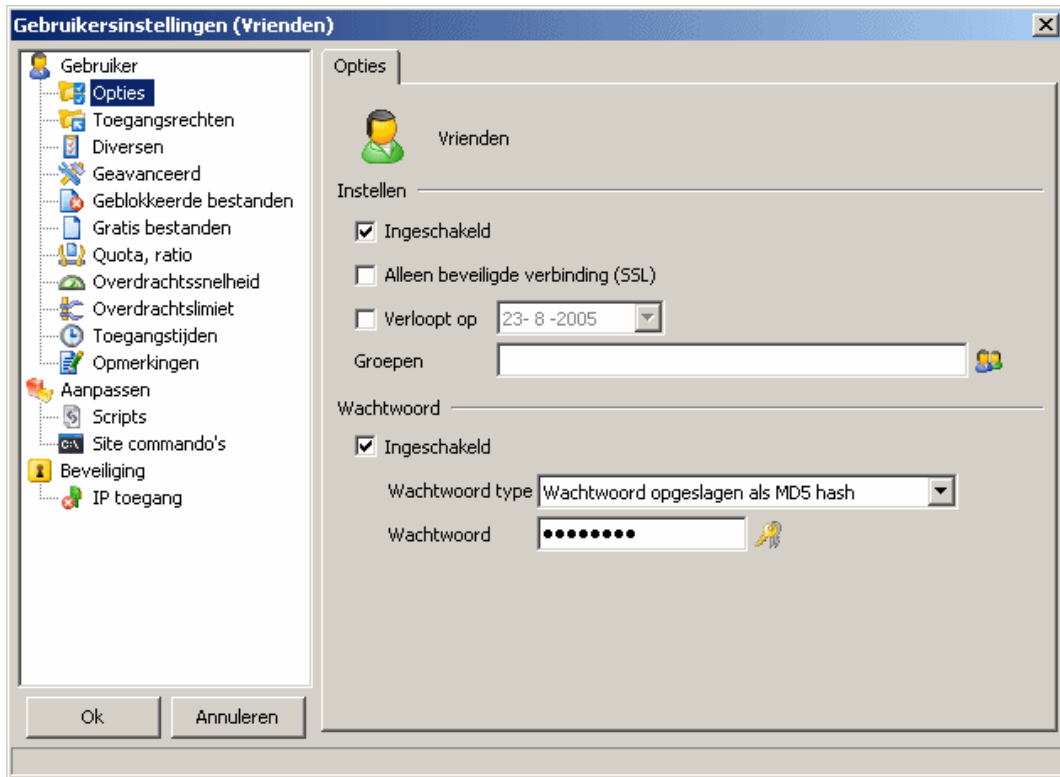 Gebruikersinstellingen (Vrienden)
Gebruiker
Opties
Toegangsrechten
Diversen
Geavanceerd
Geblokkeerde bestanden
Gratis bestanden
Quota, ratio
Overdrachtssnelheid
Overdrachtslimiet
Toegangstijden
Opmerkingen
Aanpassen
Scripts
Site commando's
Beveiliging
IP toegang
Ok
Annuleren
Opties
Vrienden
Instellen
Ingeschakeld
Alleen beveiligde verbinding (SSL)
Verloopt op 23- 8 -2005
Groepen
Wachtwoord
Ingeschakeld
Wachtwoord type Wachtwoord opgeslagen als MD5 hash
Wachtwoord ••••••••